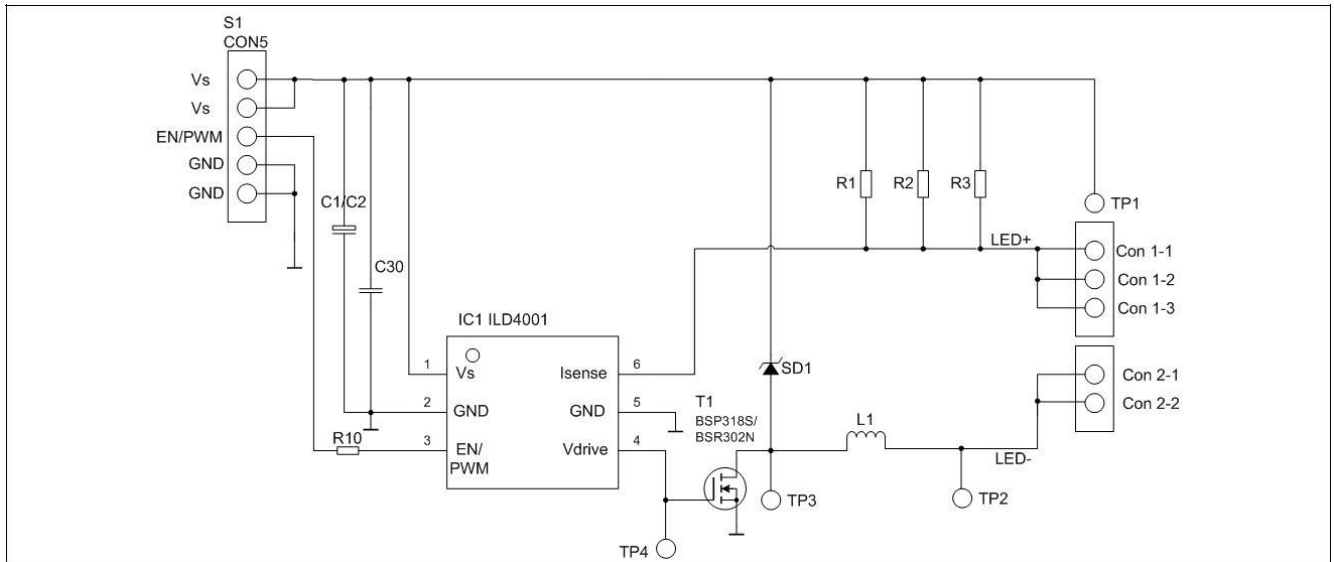 S1
CON5
Vs
Vs
EN/PWM
GND
GND
C1/C2
C30
R1
R2
R3
TP1
LED+
Con 1-1
Con 1-2
Con 1-3
IC1 ILD4001
1
Vs
Isense
6
2
GND
GND
5
3
EN/
PWM
Vdrive
4
R10
SD1
T1
BSP318S/
BSR302N
L1
Con 2-1
Con 2-2
LED-
TP3
TP2
TP4